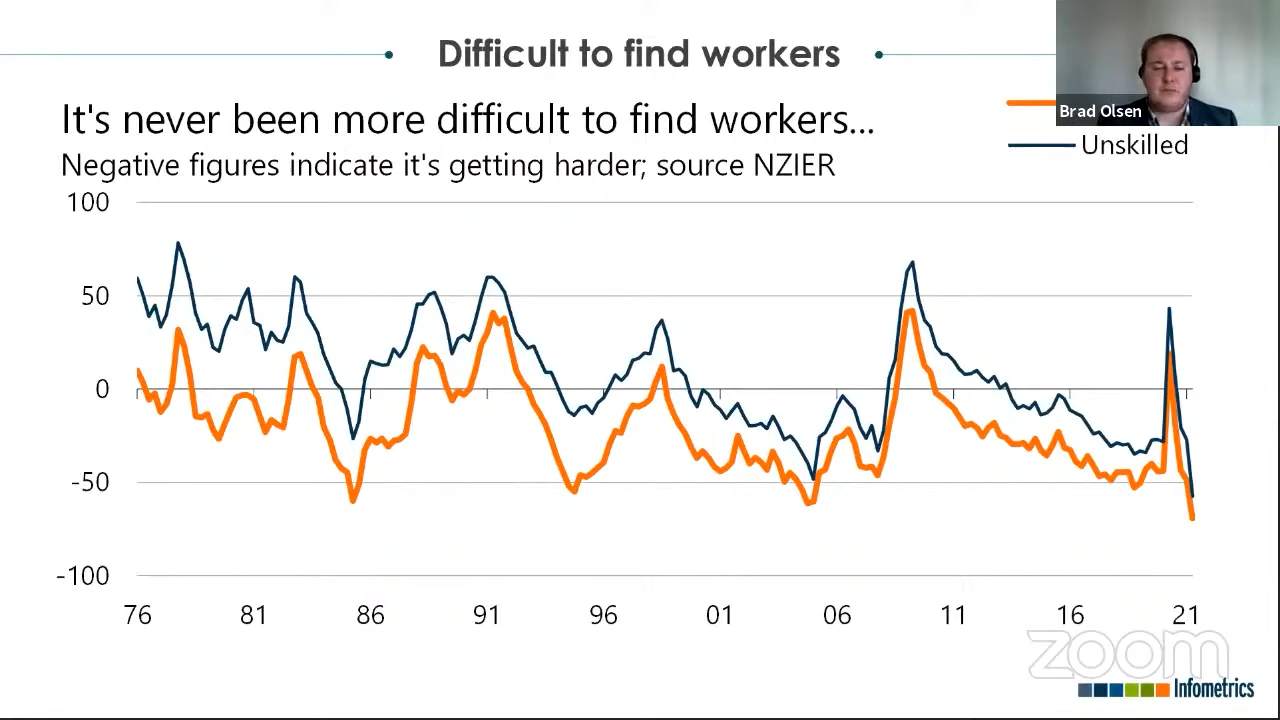 Difficult to find workers
It's never been more difficult to find workers...
Negative figures indicate it's getting harder; source NZIER
Brad Olsen
Unskilled
100
50
0
-50
-100
76 81 86 91 96 01 06 11 16 21
zoom
Infometrics